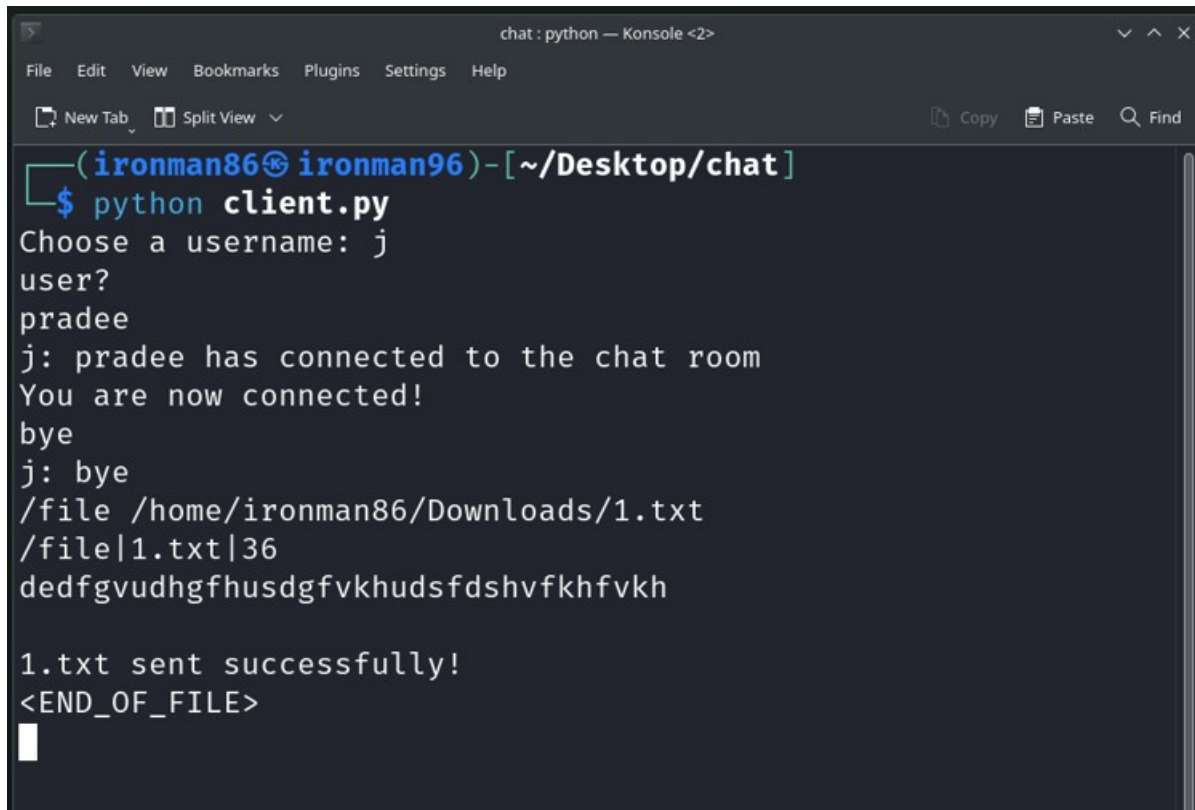 chat : python — Konsole <2>
File Edit View Bookmarks Plugins Settings Help
New Tab Split View Copy Paste Find
(ironman86㉿ironman96)-[~/Desktop/chat]
$ python client.py
Choose a username: j
user?
pradee
j: pradee has connected to the chat room
You are now connected!
bye
j: bye
/file /home/ironman86/Downloads/1.txt
/file|1.txt|36
dedfgvudhgfhusdgfvkhudsfdshvfkhfvkh
1.txt sent successfully!
<END_OF_FILE>